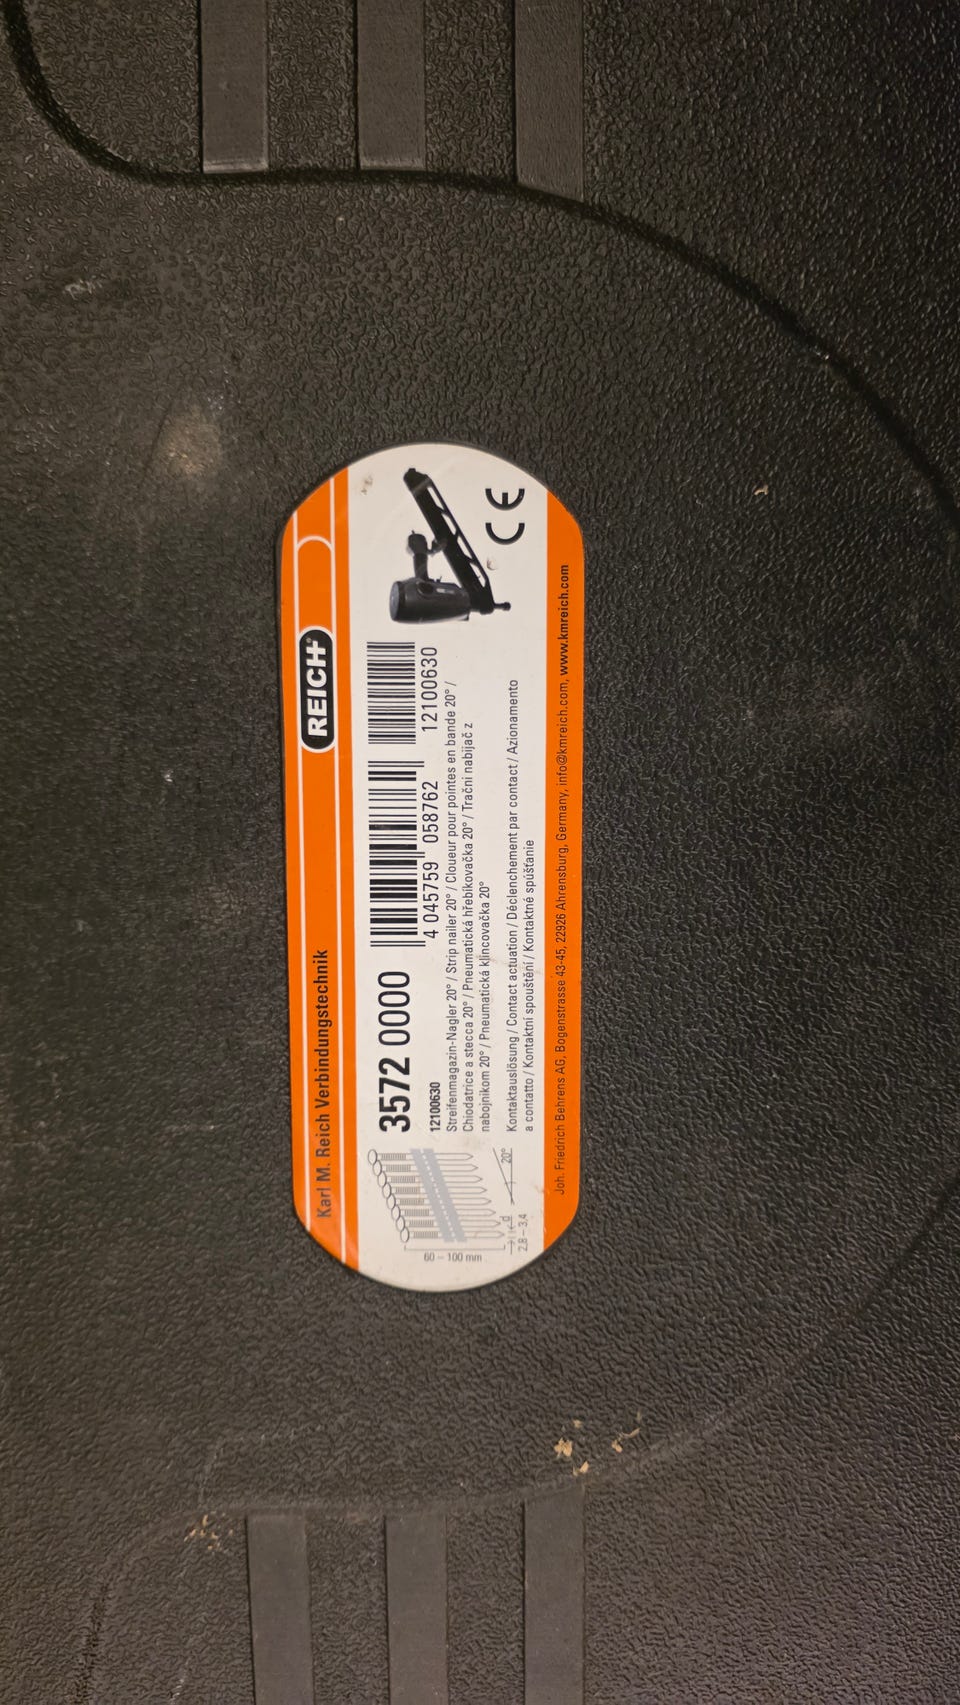 Karl M. Reich Verbindungstechnik
REICH®
3572 0000
4 045759 058762
12100630
12100630
Streifenmagazin-Nagler 20° / Strip nailer 20° / Cloueur pour pointes en bande 20° /
Chiodatrice a stecca 20° / Pneumatická hřebíkovačka 20° / Tračni nabijač z
nabojnikom 20° / Pneumatická klincovačka 20°
Kontaktauslösung / Contact actuation / Déclenchement par contact / Azionamento
a contatto / Kontaktní spouštění / Kontaktné spúšťanie
60 – 100 mm
d
2,8 – 3,4
20°
CE
Joh. Friedrich Behrens AG, Bogenstrasse 43-45, 22926 Ahrensburg, Germany, info@kmreich.com, www.kmreich.com